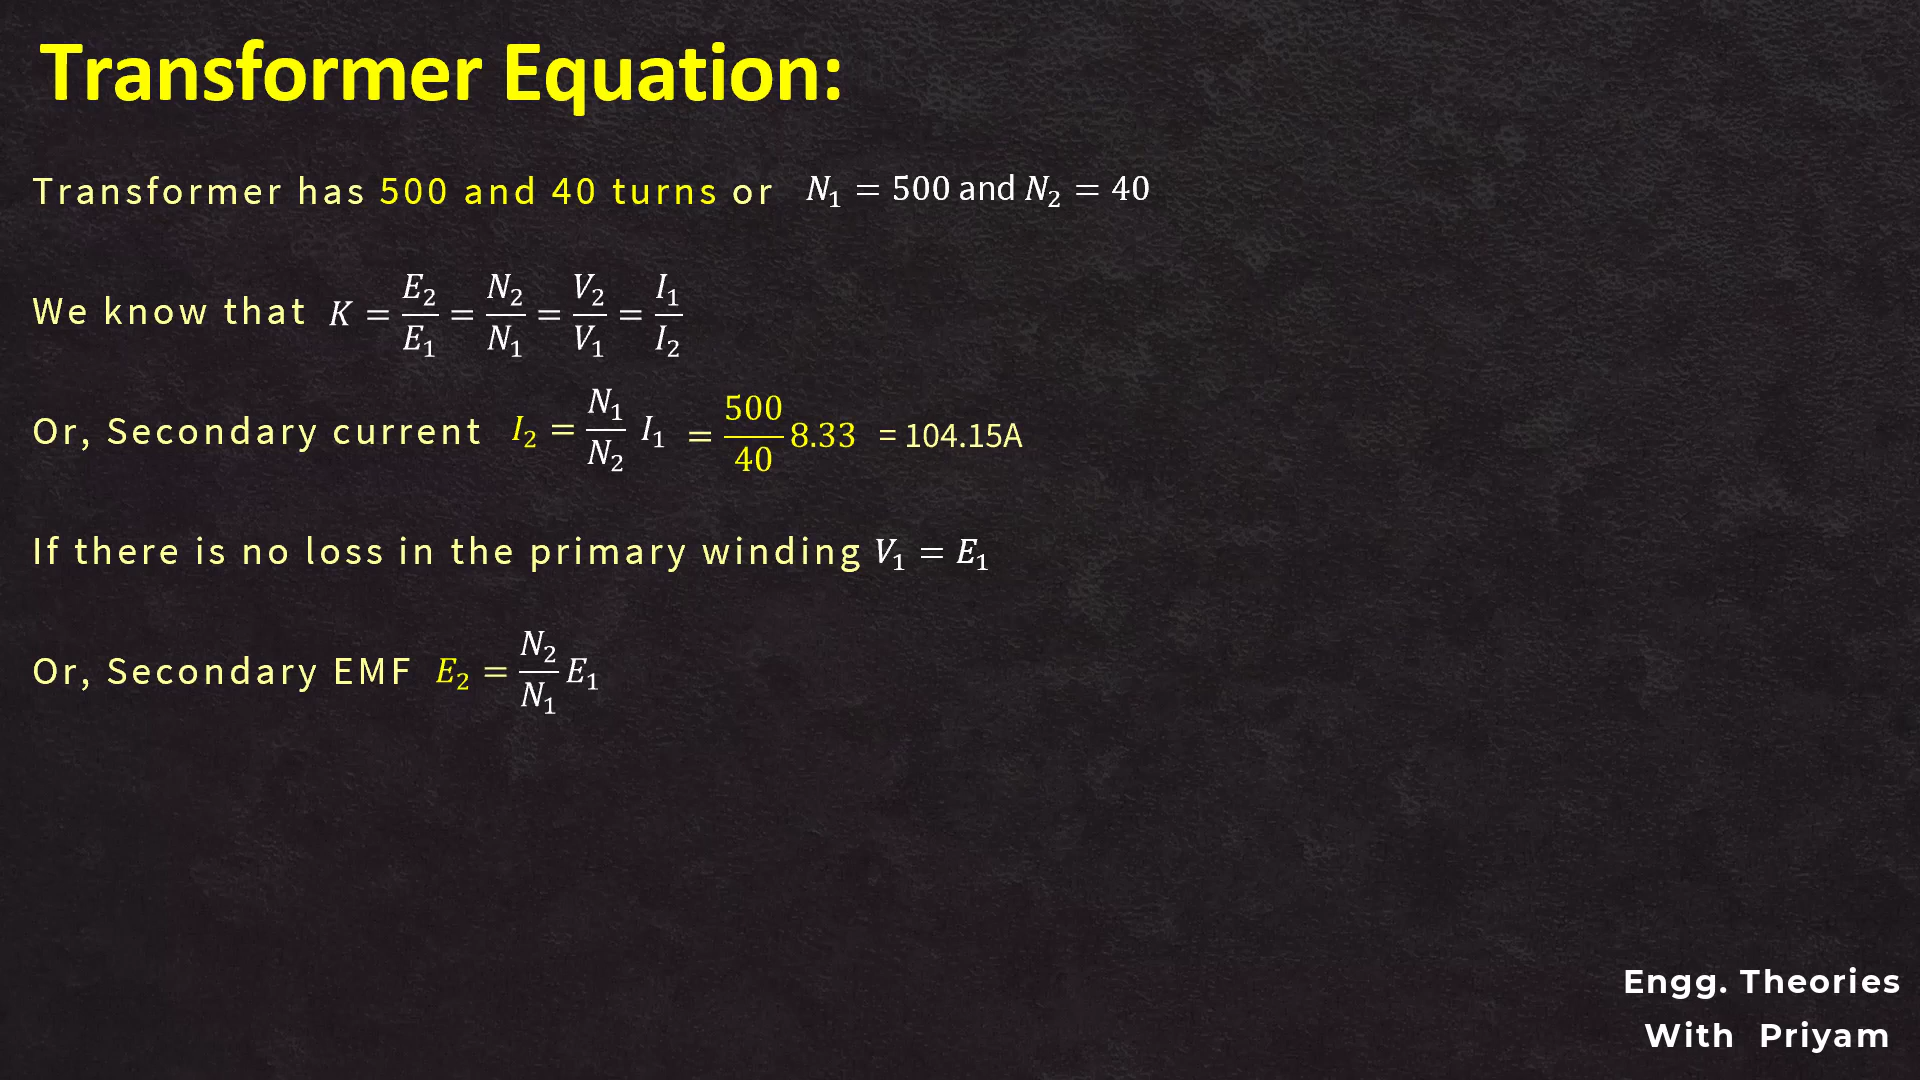 Transformer Equation:
Transformer has 500 and 40 turns or N₁ = 500 and N₂ = 40
We know that K = E₂/E₁ = N₂/N₁ = V₂/V₁ = I₁/I₂
Or, Secondary current I₂ = N₁/N₂ I₁ = 500/40 8.33 = 104.15A
If there is no loss in the primary winding V₁ = E₁
Or, Secondary EMF E₂ = N₂/N₁ E₁
Engg. Theories
With Priyam